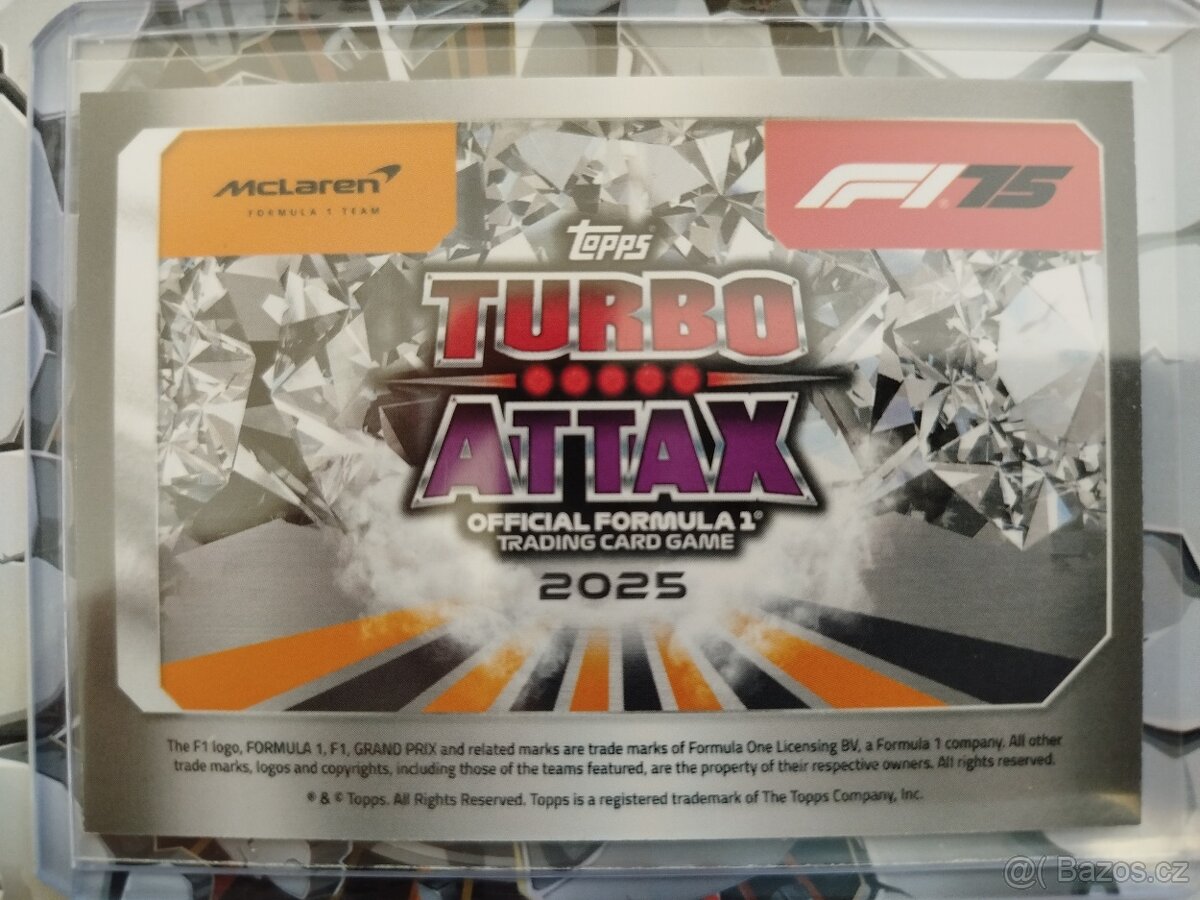 McLaren
FORMULA 1 TEAM
F1 75
Topps
TURBO
ATTAX
OFFICIAL FORMULA 1®
TRADING CARD GAME
2025
The F1 logo, FORMULA 1, F1, GRAND PRIX and related marks are trade marks of Formula One Licensing BV, a Formula 1 company. All other
trade marks, logos and copyrights, including those of the teams featured, are the property of their respective owners. All rights reserved.
® & © Topps. All Rights Reserved. Topps is a registered trademark of The Topps Company, Inc.
@( Bazos.cz